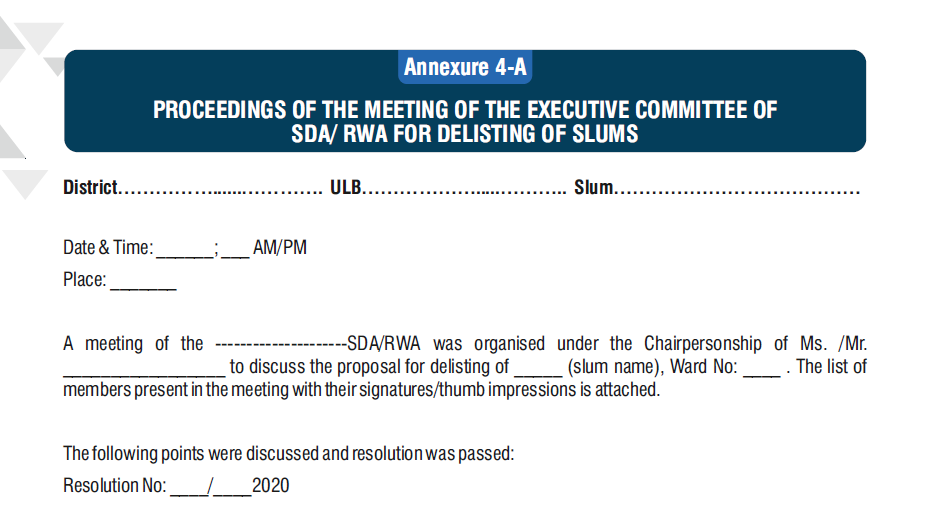 Annexure 4-A
PROCEEDINGS OF THE MEETING OF THE EXECUTIVE COMMITTEE OF
SDA/ RWA FOR DELISTING OF SLUMS
District…………….......…………. ULB……………….....……….. Slum…………………………………
Date & Time: ______; ___ AM/PM
Place: _______
A meeting of the ---------------------SDA/RWA was organised under the Chairpersonship of Ms. /Mr.
_________________ to discuss the proposal for delisting of _____ (slum name), Ward No: ____ . The list of
members present in the meeting with their signatures/thumb impressions is attached.
The following points were discussed and resolution was passed:
Resolution No: ____/____2020